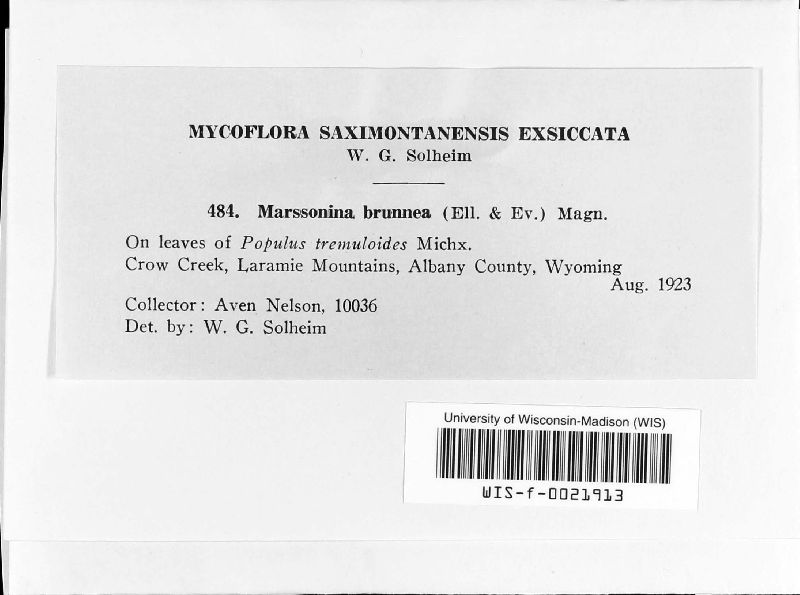 MYCOFLORA SAXIMONTANENSIS EXSICCATA
W. G. Solheim
484. Marssonina brunnea (Ell. & Ev.) Magn.
On leaves of Populus tremuloides Michx.
Crow Creek, Laramie Mountains, Albany County, Wyoming
Aug. 1923
Collector: Aven Nelson, 10036
Det. by: W. G. Solheim
University of Wisconsin-Madison (WIS)
WIS-f-0021913